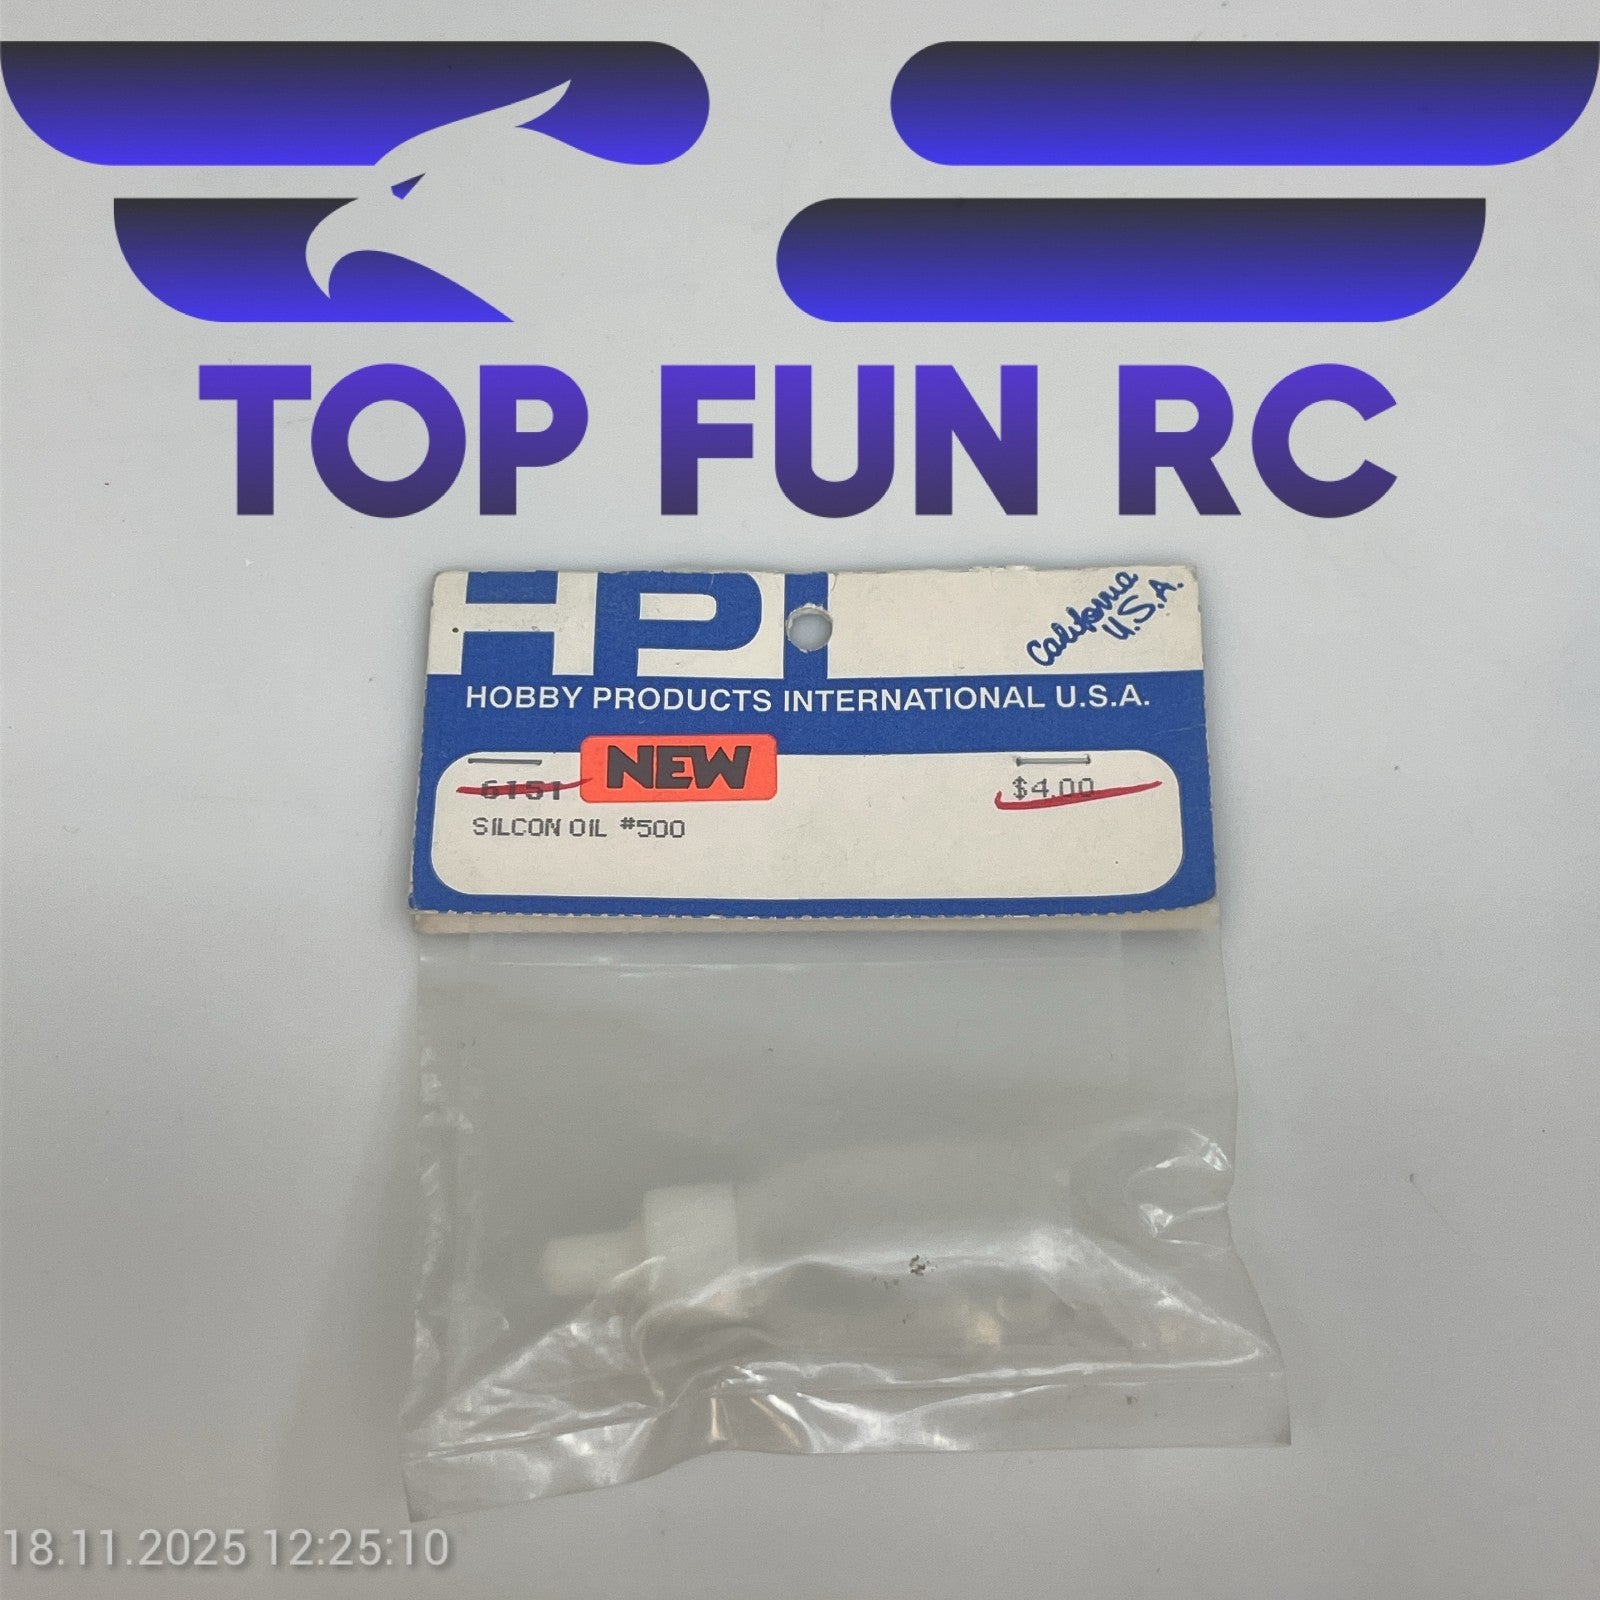 TOP FUN RC
HPI
California
U.S.A.
HOBBY PRODUCTS INTERNATIONAL U.S.A.
6151 NEW $4.00
SILCON OIL #500
18.11.2025 12:25:10